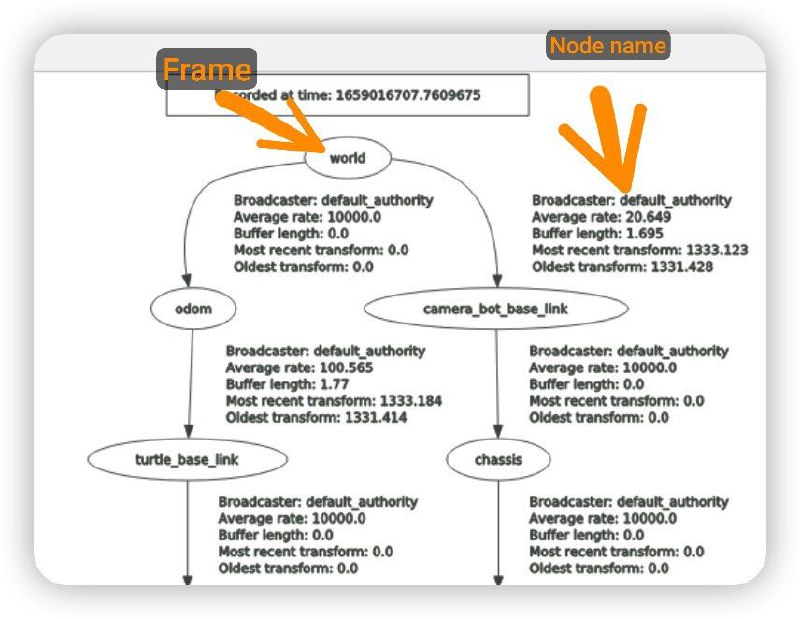 Node name
Frame
orded at time: 1659016707.7609675
world
Broadcaster: default_authority
Average rate: 10000.0
Buffer length: 0.0
Most recent transform: 0.0
Oldest transform: 0.0
Broadcaster: default_authority
Average rate: 20.649
Buffer length: 1.695
Most recent transform: 1333.123
Oldest transform: 1331.428
odom
camera_bot_base_link
Broadcaster: default_authority
Average rate: 100.565
Buffer length: 1.77
Most recent transform: 1333.184
Oldest transform: 1331.414
Broadcaster: default_authority
Average rate: 10000.0
Buffer length: 0.0
Most recent transform: 0.0
Oldest transform: 0.0
turtle_base_link
chassis
Broadcaster: default_authority
Average rate: 10000.0
Buffer length: 0.0
Most recent transform: 0.0
Oldest transform: 0.0
Broadcaster: default_authority
Average rate: 10000.0
Buffer length: 0.0
Most recent transform: 0.0
Oldest transform: 0.0